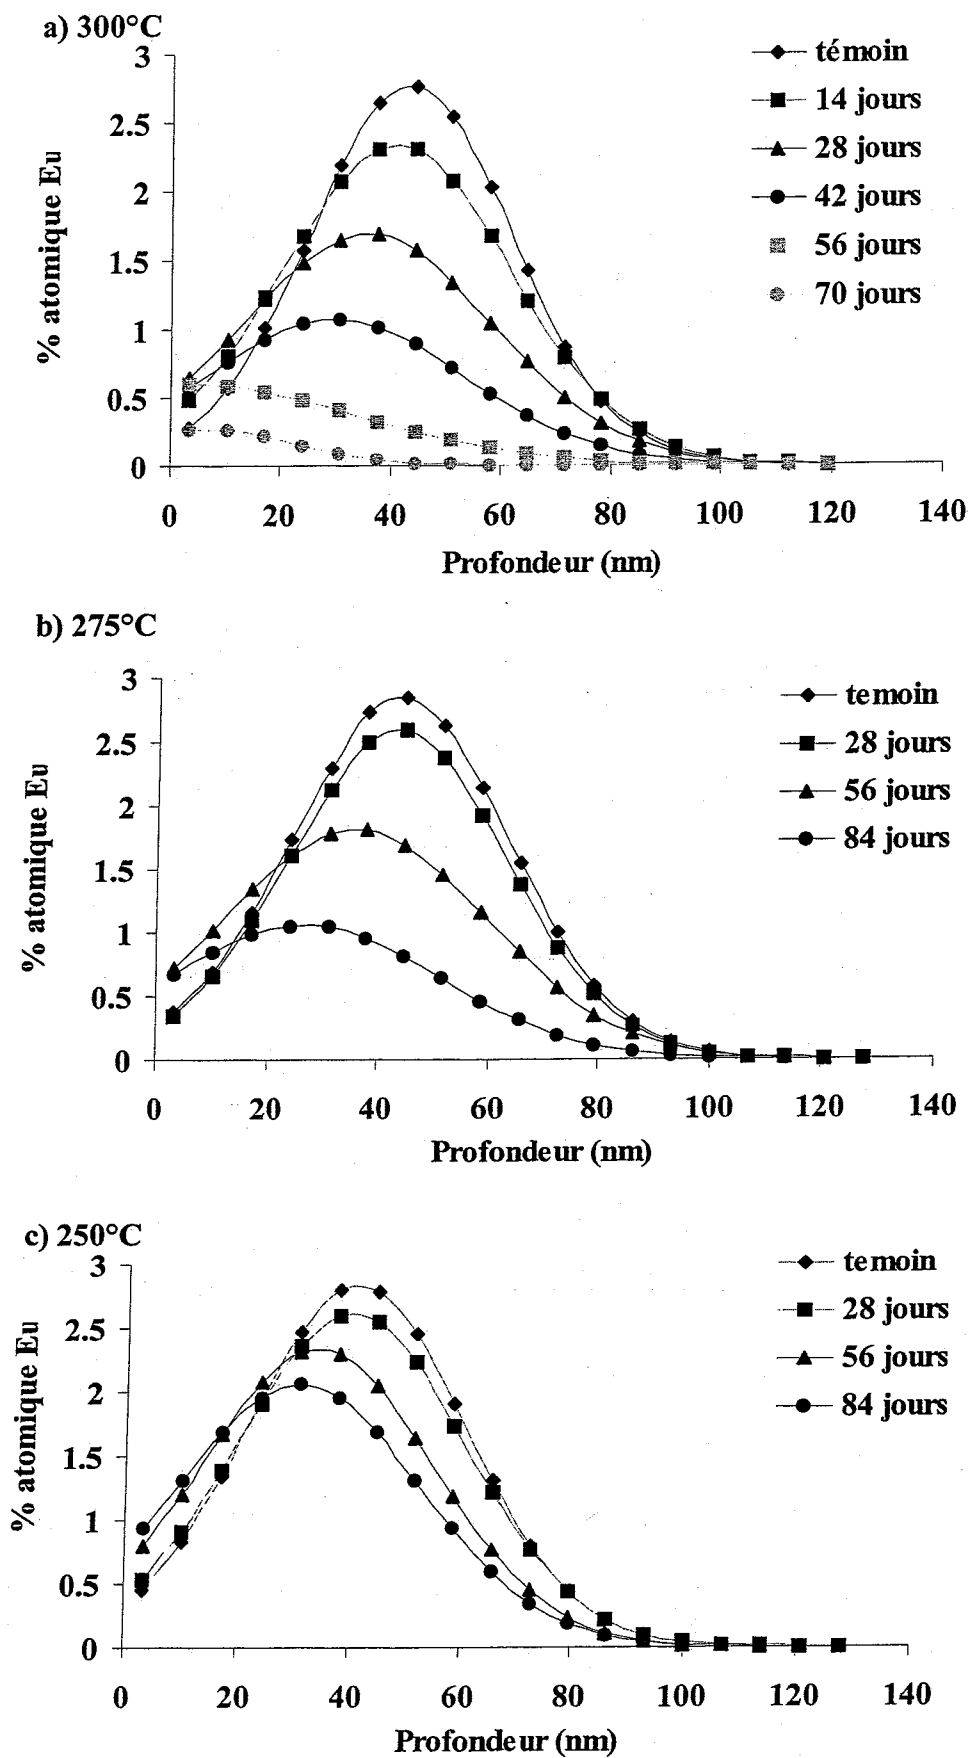 a) 300°C
3
2.5
2
1.5
1
0.5
0
% atomique Eu
0 20 40 60 80 100 120 140
Profondeur (nm)
témoin
14 jours
28 jours
42 jours
56 jours
70 jours
b) 275°C
3
2.5
2
1.5
1
0.5
0
% atomique Eu
0 20 40 60 80 100 120 140
Profondeur (nm)
temoin
28 jours
56 jours
84 jours
c) 250°C
3
2.5
2
1.5
1
0.5
0
% atomique Eu
0 20 40 60 80 100 120 140
Profondeur (nm)
temoin
28 jours
56 jours
84 jours